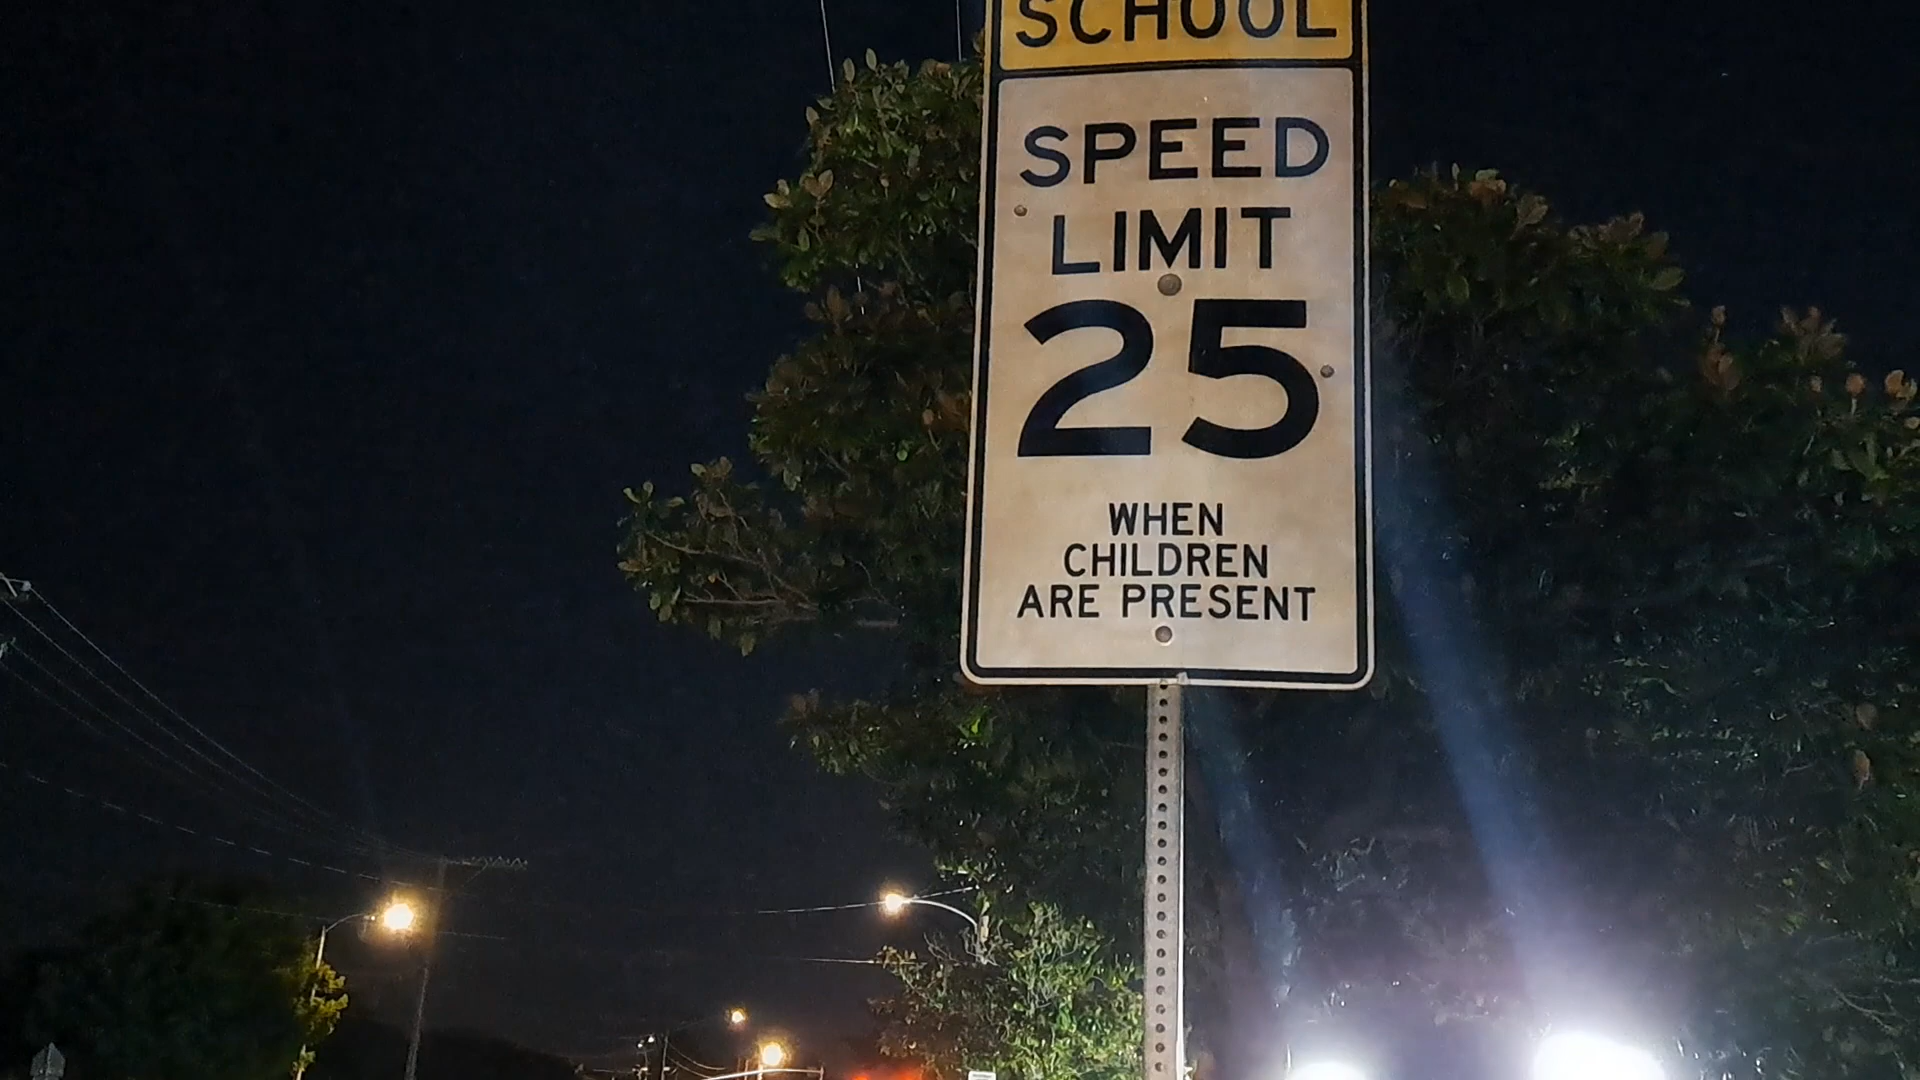 SCHOOL
SPEED
LIMIT
25
WHEN
CHILDREN
ARE PRESENT